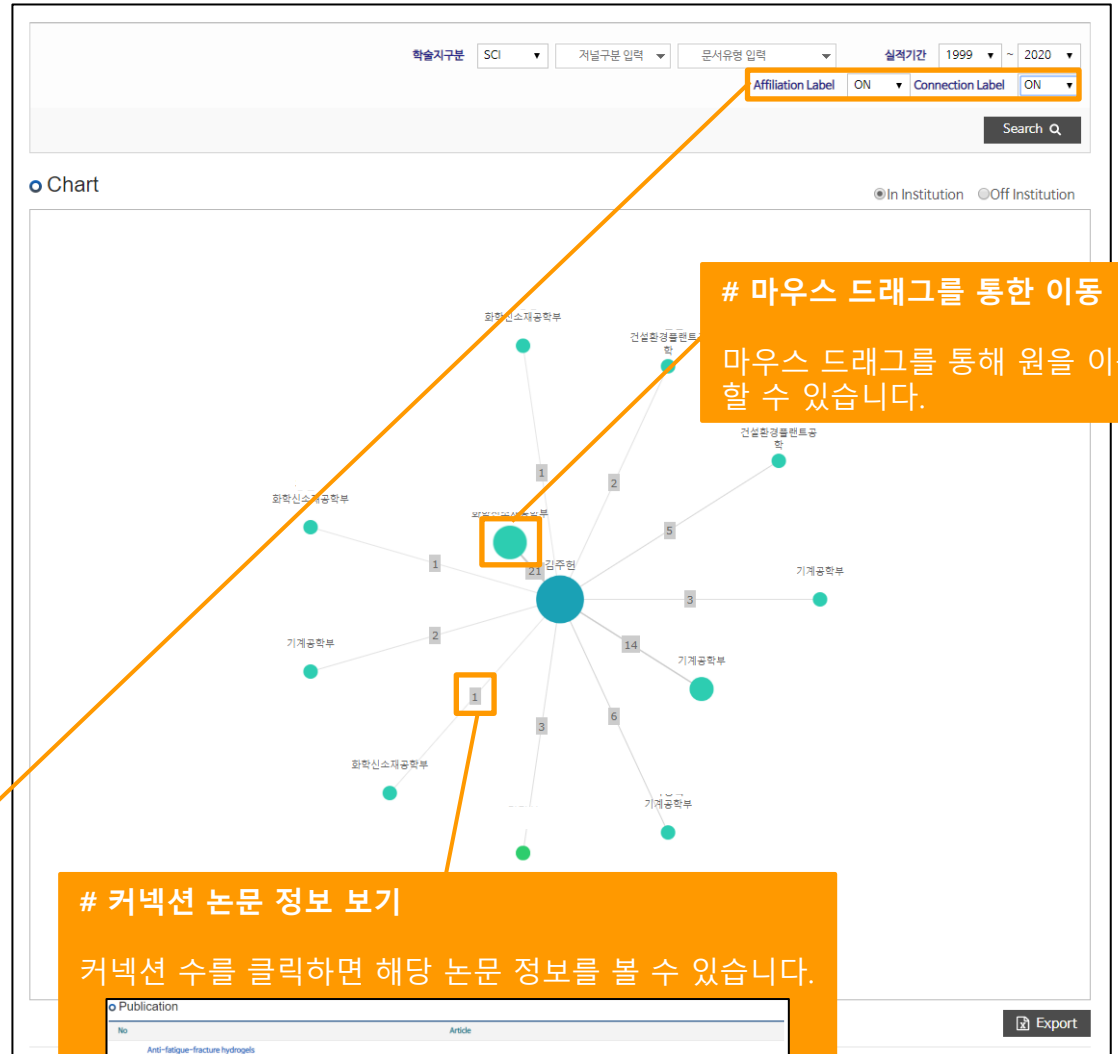 학술지구분 SCI 저널구분 입력 문서유형 입력 실적기간 1999 ~ 2020
Affiliation Label ON Connection Label ON
Search
Chart
In Institution Off Institution
# 마우스 드래그를 통한 이동
마우스 드래그를 통해 원을 이
할 수 있습니다.
화학신소재공학부
건설환경플랜트
학
건설환경플랜트공
학
1
2
화학신소재공학부
화학신소재공학부
5
1
21
김주헌
기계공학부
3
2
14
기계공학부
기계공학부
1
3
6
화학신소재공학부
기계공학부
# 커넥션 논문 정보 보기
커넥션 수를 클릭하면 해당 논문 정보를 볼 수 있습니다.
Publication
No Article
Anti-fatigue-fracture hydrogels
Export